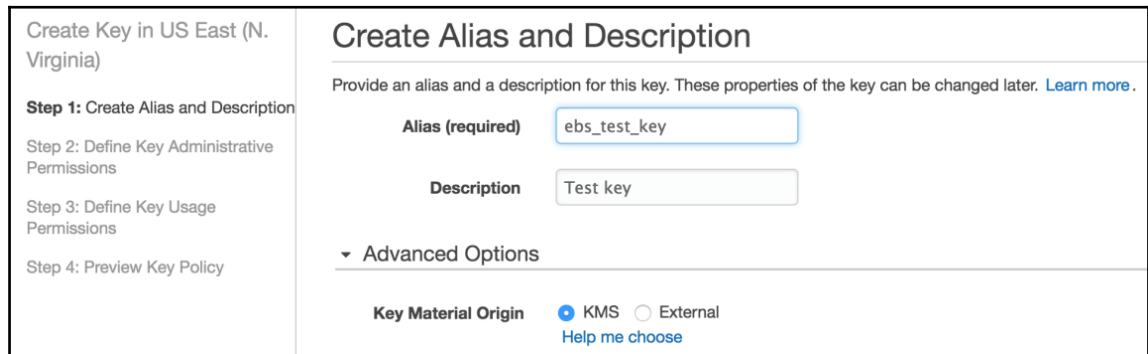 Create Key in US East (N.
Virginia)
Step 1: Create Alias and Description
Step 2: Define Key Administrative
Permissions
Step 3: Define Key Usage
Permissions
Step 4: Preview Key Policy
Create Alias and Description
Provide an alias and a description for this key. These properties of the key can be changed later. Learn more.
Alias (required) ebs_test_key
Description Test key
Advanced Options
Key Material Origin KMS External
Help me choose